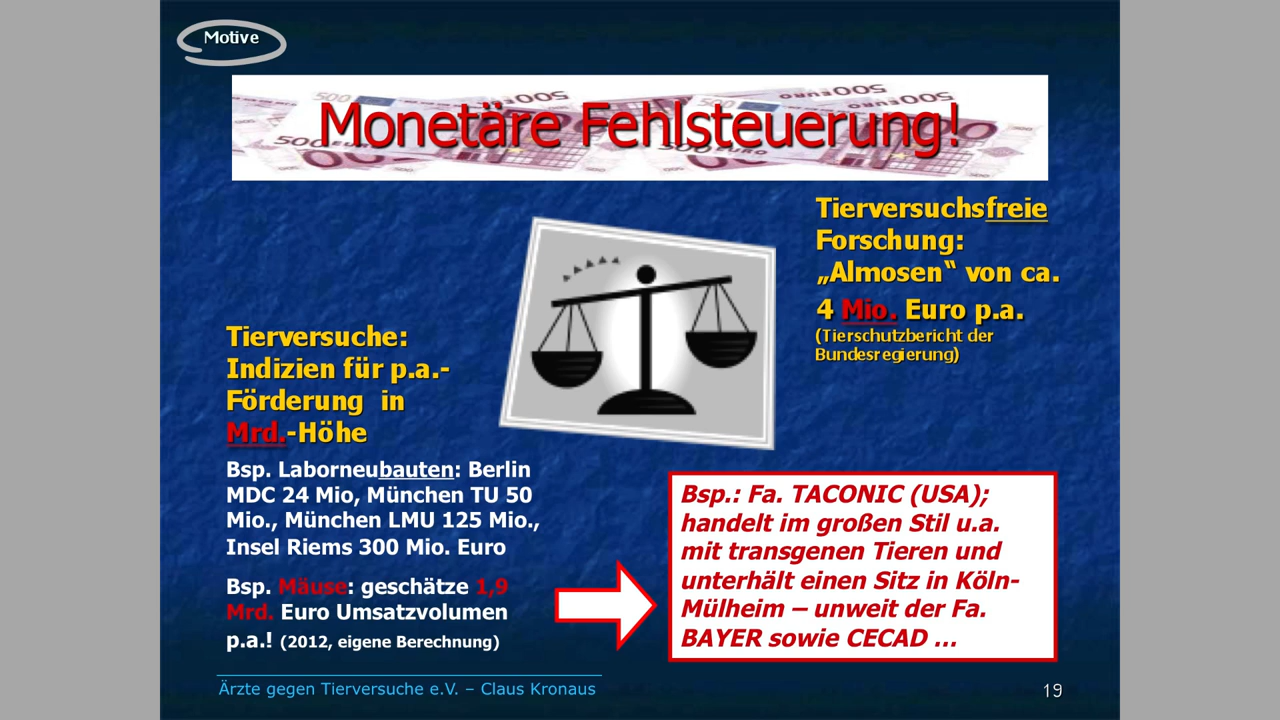 Motive
Monetäre Fehlsteuerung!
Tierversuchsfreie
Forschung:
„Almosen“ von ca.
4 Mio. Euro p.a.
(Tierschutzbericht der
Bundesregierung)
Tierversuche:
Indizien für p.a.-
Förderung in
Mrd.-Höhe
Bsp. Laborneubauten: Berlin
MDC 24 Mio, München TU 50
Mio., München LMU 125 Mio.,
Insel Riems 300 Mio. Euro
Bsp. Mäuse: geschätze 1,9
Mrd. Euro Umsatzvolumen
p.a.! (2012, eigene Berechnung)
Bsp.: Fa. TACONIC (USA);
handelt im großen Stil u.a.
mit transgenen Tieren und
unterhält einen Sitz in Köln-
Mülheim – unweit der Fa.
BAYER sowie CECAD ...
Ärzte gegen Tierversuche e.V. – Claus Kronaus
19